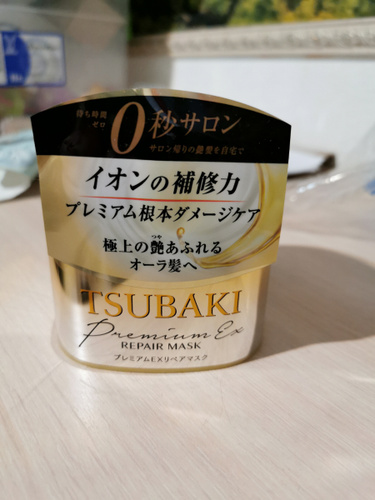 待ち時間
ゼロ
0秒サロン
サロン帰りの最髪を自宅で
イオンの補修力
プレミアム根本ダメージケア
つや
極上の艶あふれる
オーラ髪へ
TSUBAKI
Premium Ex
REPAIR MASK
プレミアムEXリペアマスク